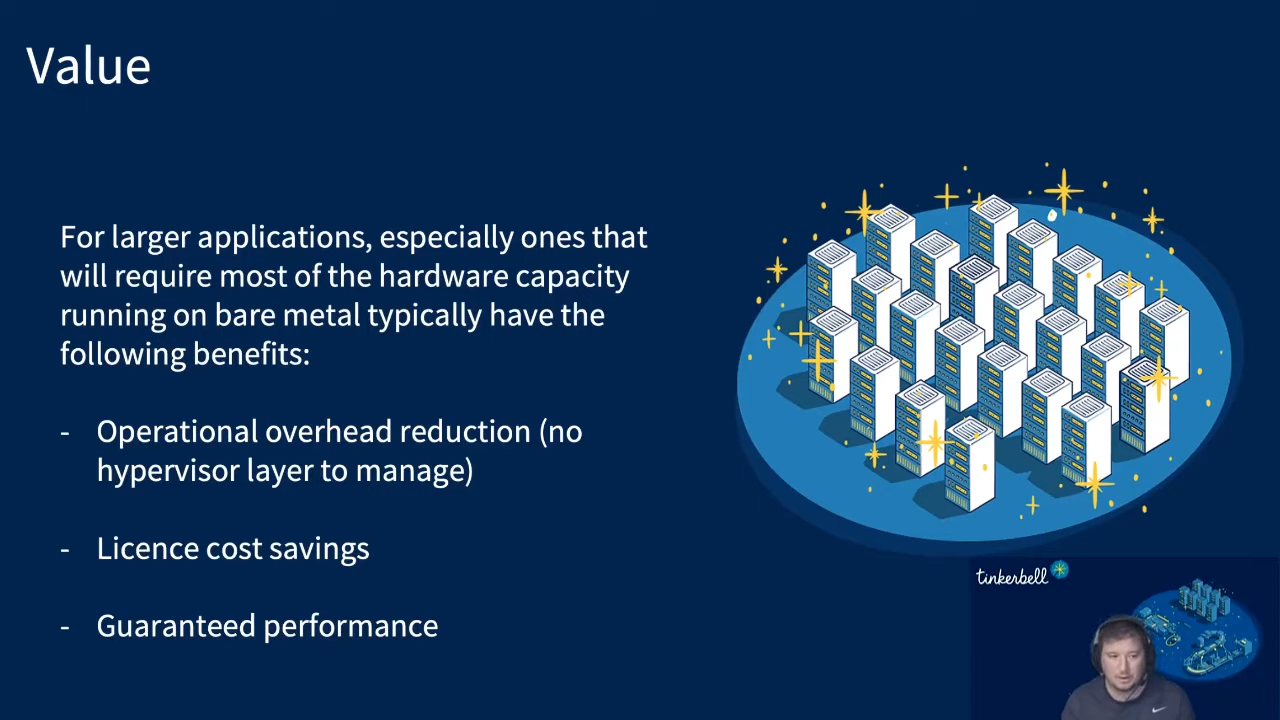 Value
For larger applications, especially ones that
will require most of the hardware capacity
running on bare metal typically have the
following benefits:
- Operational overhead reduction (no
hypervisor layer to manage)
- Licence cost savings
- Guaranteed performance
tinkerbell